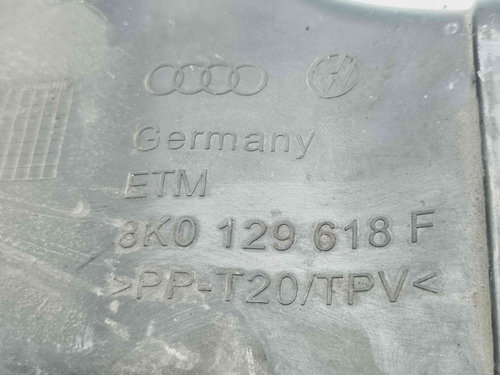 Germany
ETM
8K0 129 618 F
>PP-T20/TPV<